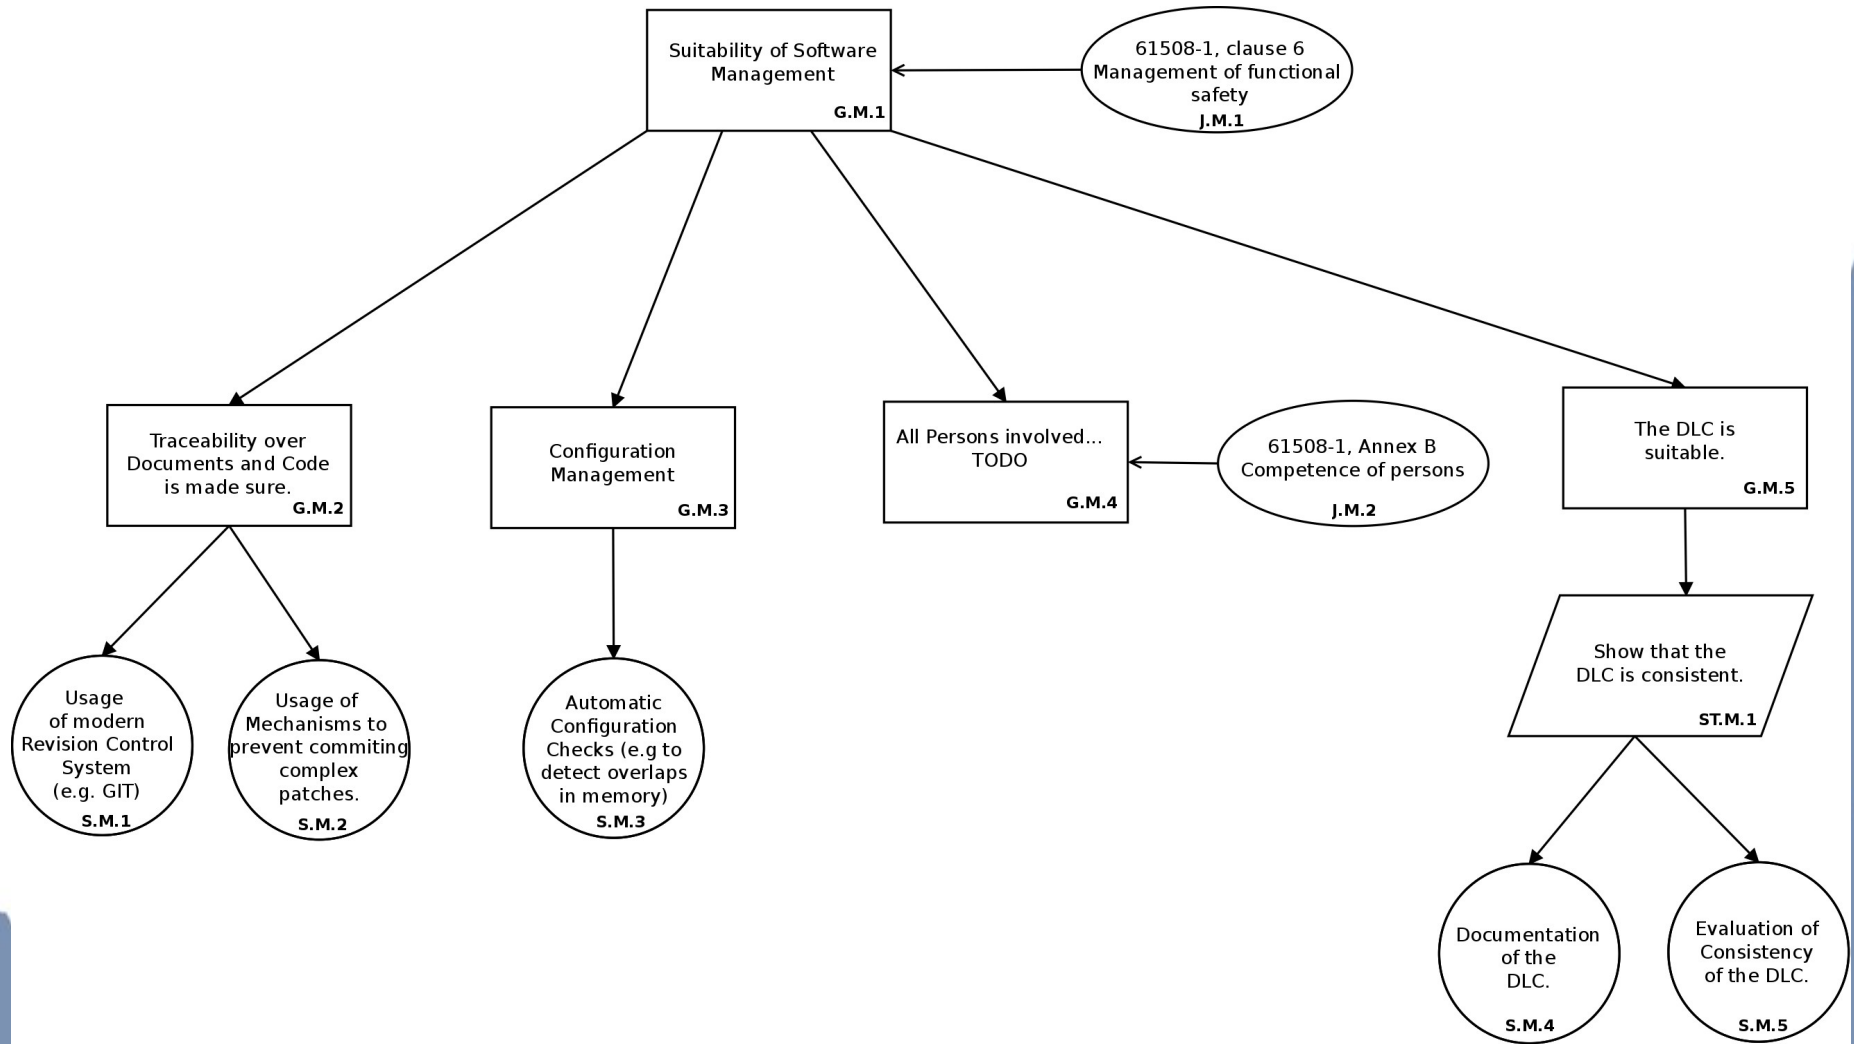 Suitability of Software
Management
G.M.1
61508-1, clause 6
Management of functional
safety
J.M.1
Traceability over
Documents and Code
is made sure.
G.M.2
Configuration
Management
G.M.3
All Persons involved...
TODO
G.M.4
61508-1, Annex B
Competence of persons
J.M.2
The DLC is
suitable.
G.M.5
Show that the
DLC is consistent.
ST.M.1
Usage
of modern
Revision Control
System
(e.g. GIT)
S.M.1
Usage of
Mechanisms to
prevent commiting
complex
patches.
S.M.2
Automatic
Configuration
Checks (e.g to
detect overlaps
in memory)
S.M.3
Documentation
of the
DLC.
S.M.4
Evaluation of
Consistency
of the DLC.
S.M.5